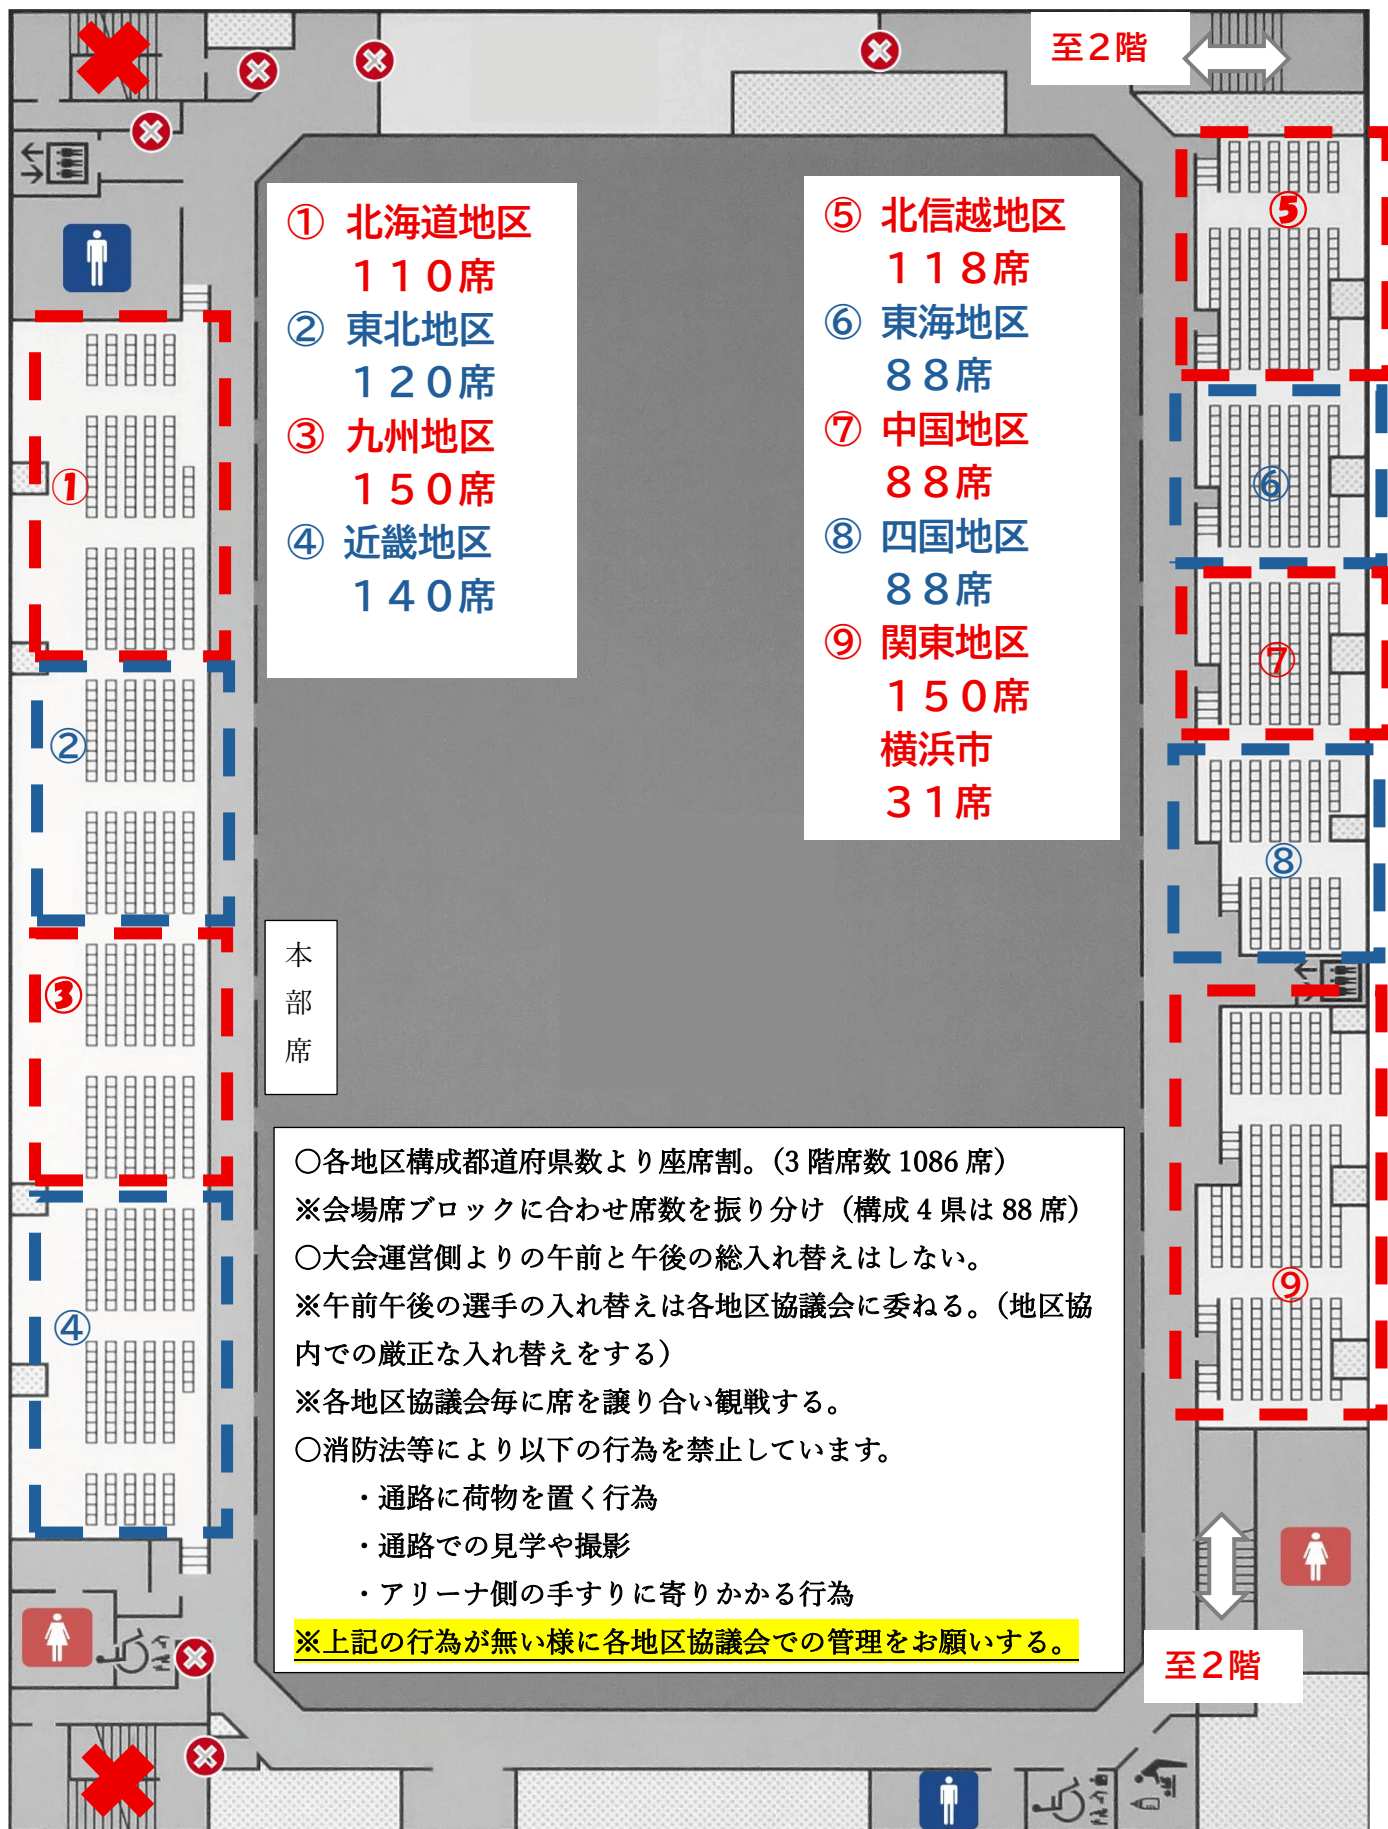 至２階
① 北海道地区
１１０席
② 東北地区
１２０席
③ 九州地区
１５０席
④ 近畿地区
１４０席
⑤ 北信越地区
１１８席
⑥ 東海地区
８８席
⑦ 中国地区
８８席
⑧ 四国地区
８８席
⑨ 関東地区
１５０席
横浜市
３１席
①
②
③
④
⑤
⑥
⑦
⑧
⑨
本部席
〇各地区構成都道府県数より座席割。（3 階席数 1086 席）
※会場席ブロックに合わせ席数を振り分け（構成 4 県は 88 席）
〇大会運営側よりの午前と午後の総入れ替えはしない。
※午前午後の選手の入れ替えは各地区協議会に委ねる。（地区協
内での厳正な入れ替えをする）
※各地区協議会毎に席を譲り合い観戦する。
〇消防法等により以下の行為を禁止しています。
・通路に荷物を置く行為
・通路での見学や撮影
・アリーナ側の手すりに寄りかかる行為
※上記の行為が無い様に各地区協議会での管理をお願いする。
至２階